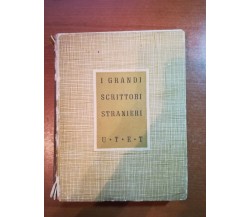 I GRANDI
SCRITTORI
STRANIERI
U·T·E·T